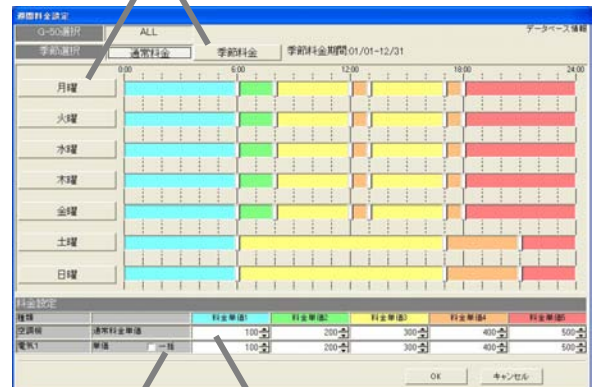 週間料金設定
G-50選択 ALL データベース情報
季節選択 通常料金 季節料金 季節料金期間:01/01-12/31
0:00 6:00 12:00 18:00 24:00
月曜
火曜
水曜
木曜
金曜
土曜
日曜
料金設定
種類 料金単価1 料金単価2 料金単価3 料金単価4 料金単価5
空調機 通常料金単価 100 200 300 400 500
電気1 単価 一括 100 200 300 400 500
OK キャンセル